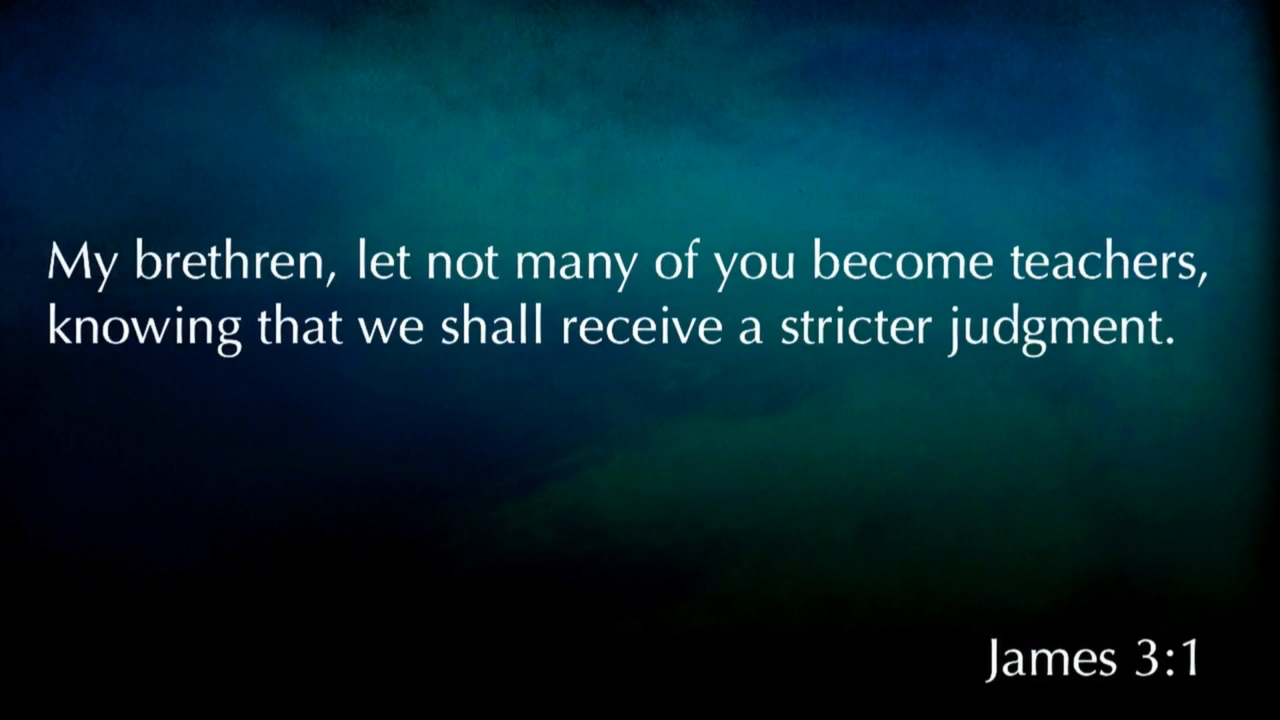 My brethren, let not many of you become teachers,
knowing that we shall receive a stricter judgment.
James 3:1